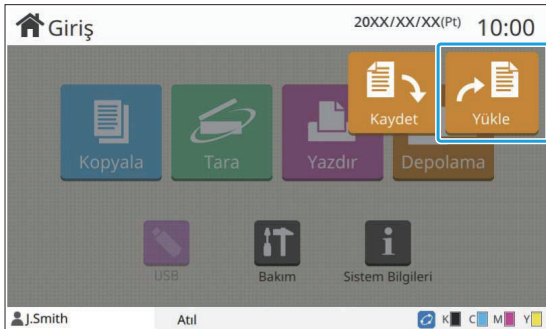 Giriş
20XX/XX/XX(Pt) 10:00
Kaydet
Yükle
Kopyala
Tara
Yazdır
Depolama
USB
Bakım
Sistem Bilgileri
J.Smith
Atıl
K C M Y